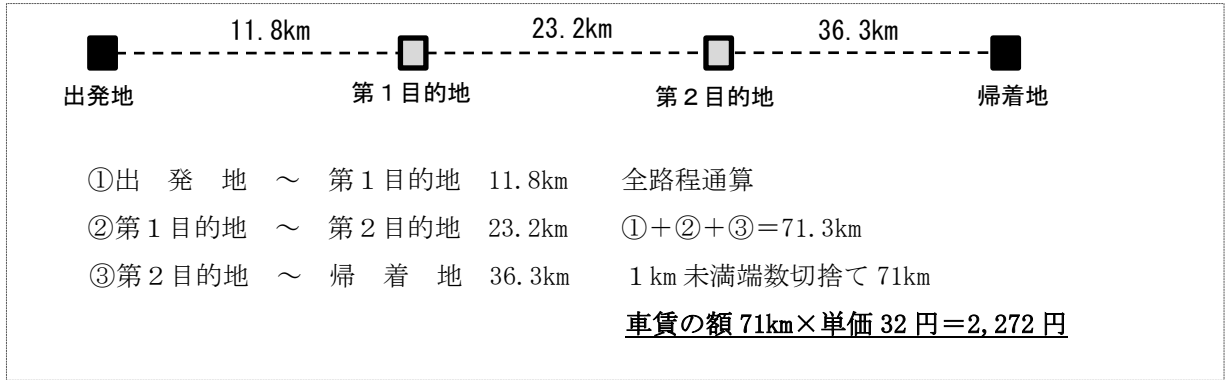 11.8km 23.2km 36.3km
出発地 第１目的地 第２目的地 帰着地
①出　発　地　～　第１目的地　11.8km　　全路程通算
②第１目的地　～　第２目的地　23.2km　　①＋②＋③＝71.3km
③第２目的地　～　帰　着　地　36.3km　　１km未満端数切捨て 71km
車賃の額 71km×単価 32 円＝2,272 円